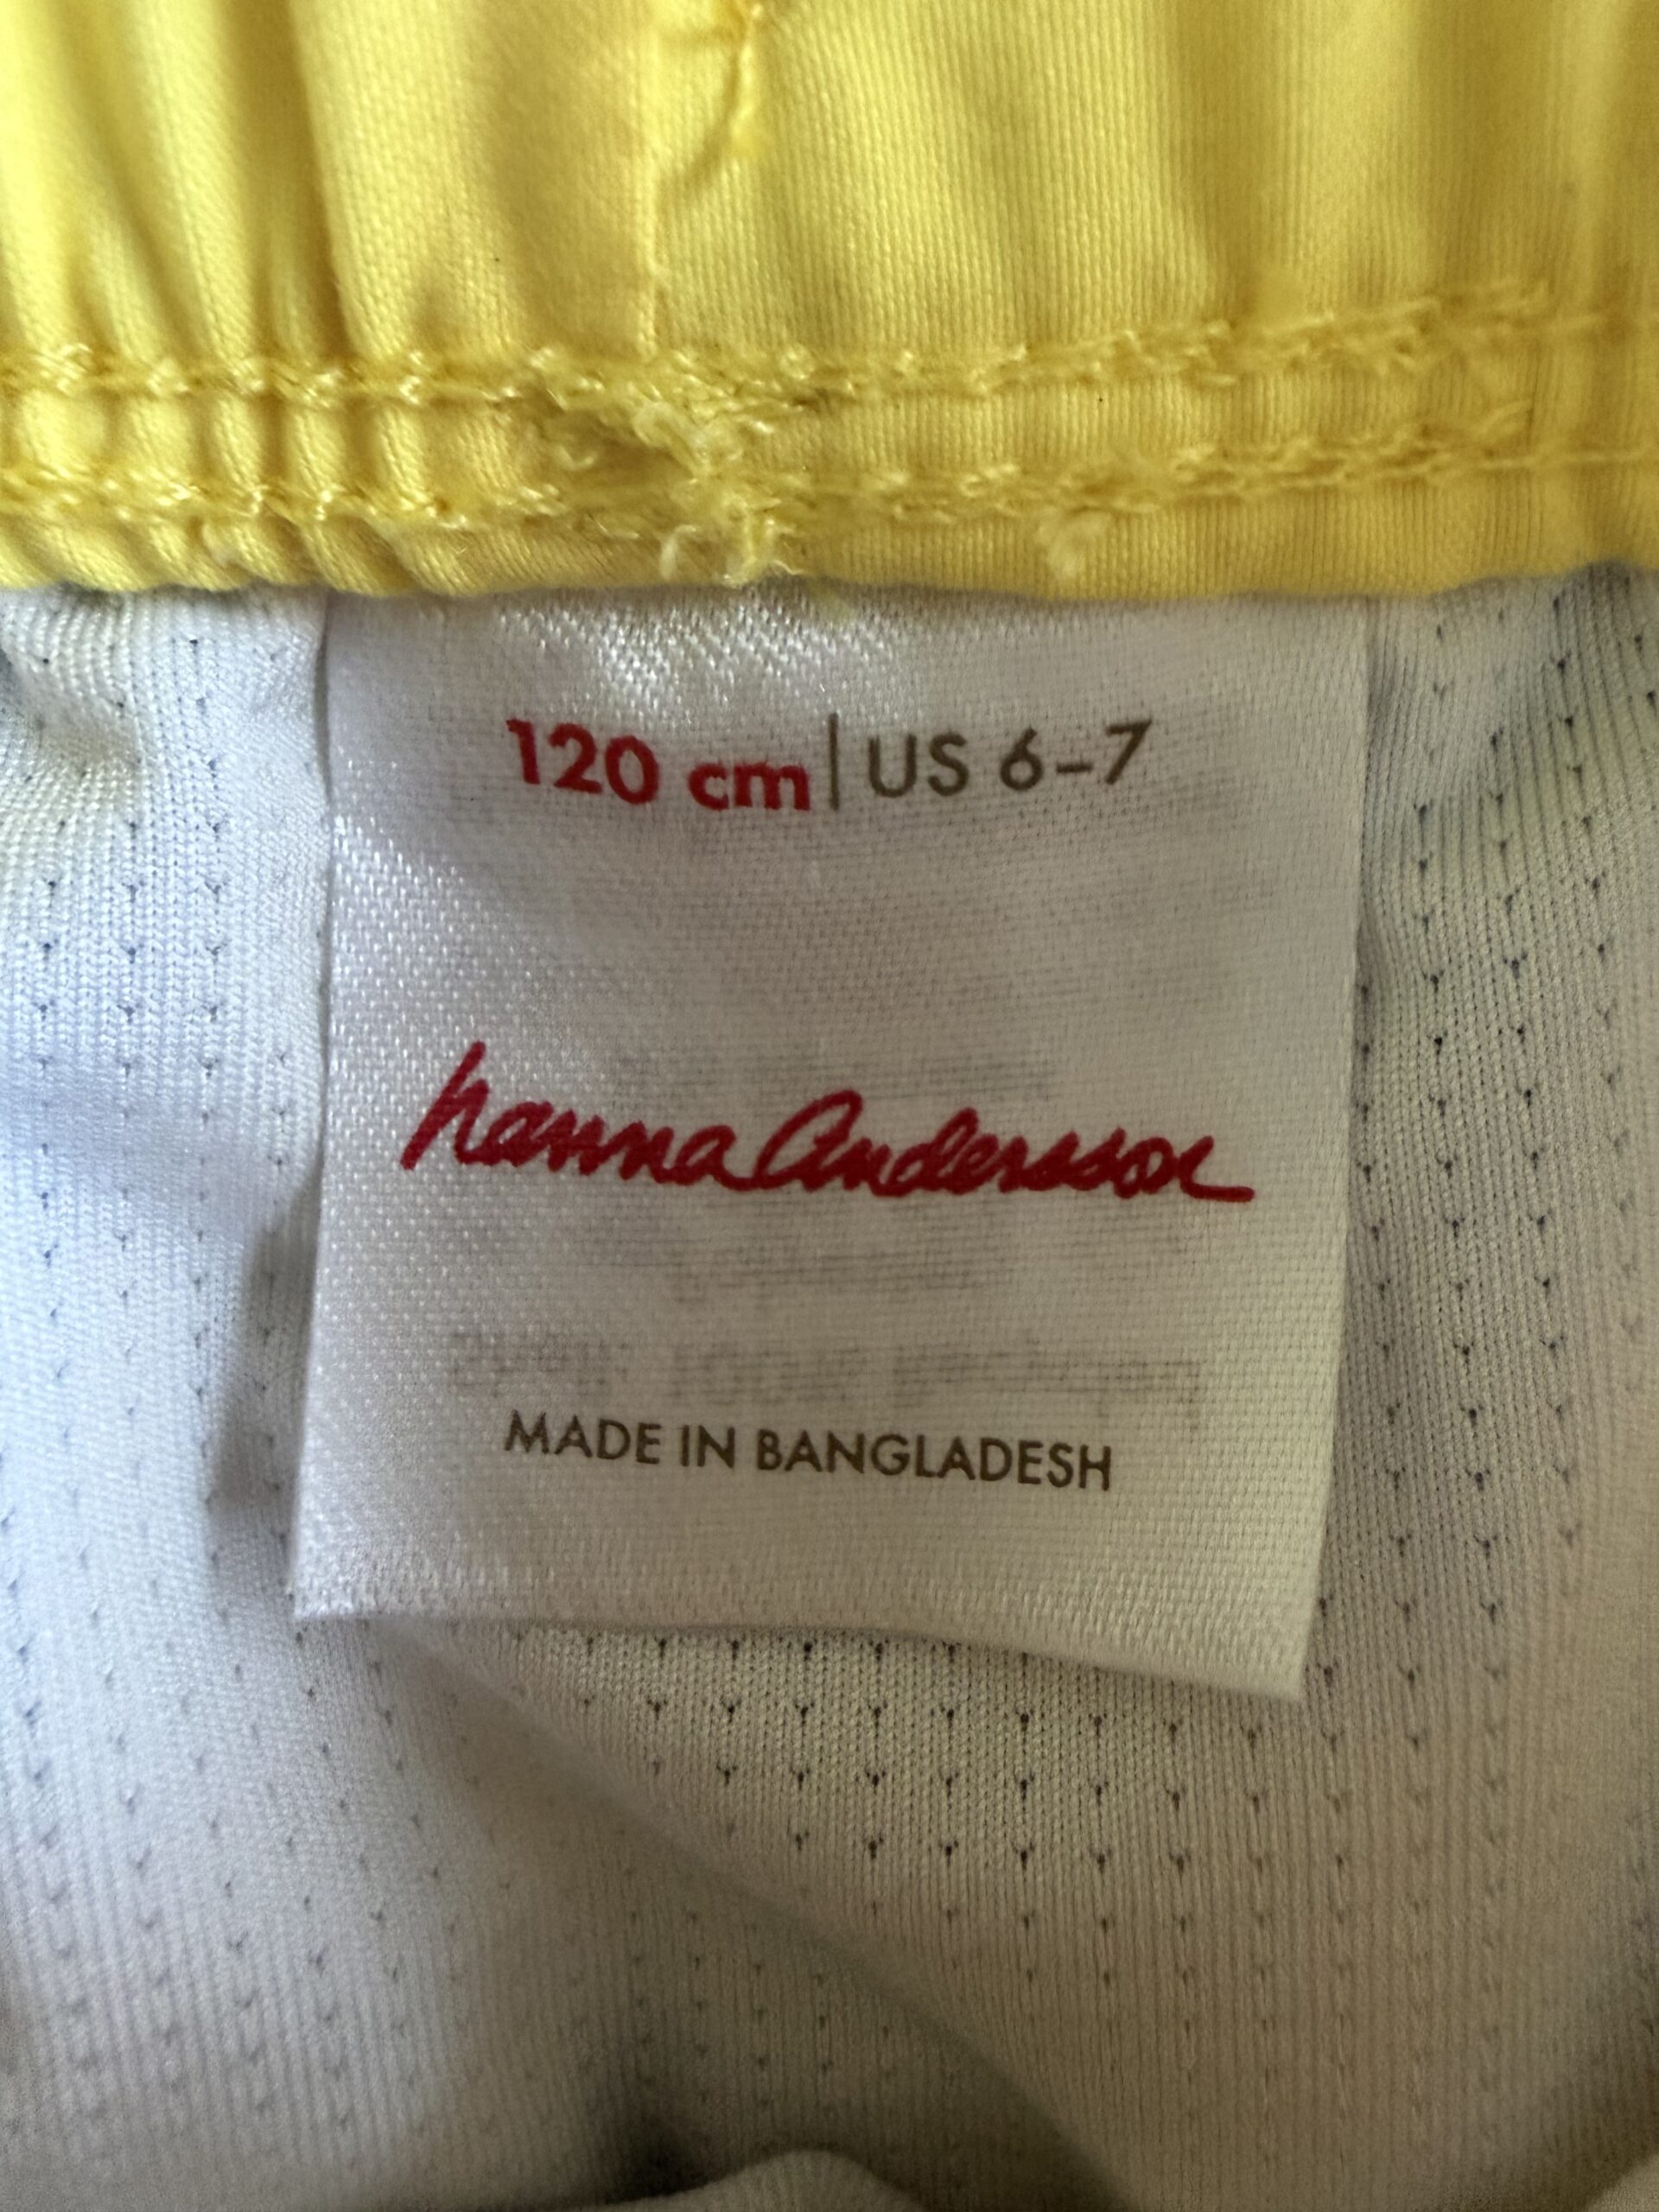 120 cm | US 6–7
hanna Andersson
MADE IN BANGLADESH